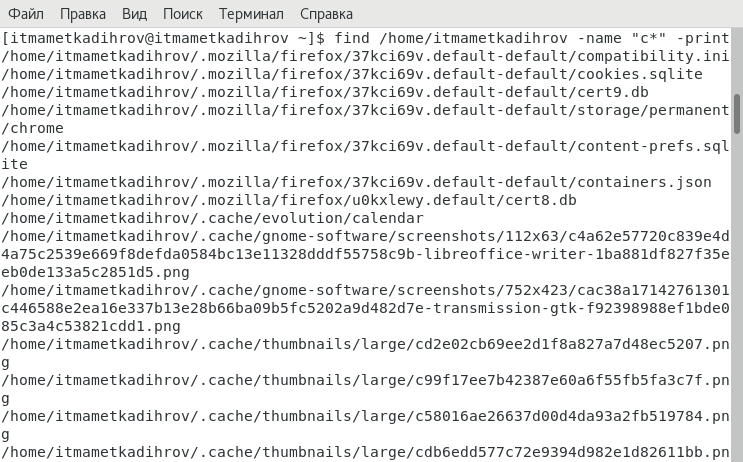 Файл Правка Вид Поиск Терминал Справка
[itmametkadihrov@itmametkadihrov ~]$ find /home/itmametkadihrov -name "c*" -print
/home/itmametkadihrov/.mozilla/firefox/37kci69v.default-default/compatibility.ini
/home/itmametkadihrov/.mozilla/firefox/37kci69v.default-default/cookies.sqlite
/home/itmametkadihrov/.mozilla/firefox/37kci69v.default-default/cert9.db
/home/itmametkadihrov/.mozilla/firefox/37kci69v.default-default/storage/permanent
/chrome
/home/itmametkadihrov/.mozilla/firefox/37kci69v.default-default/content-prefs.sql
ite
/home/itmametkadihrov/.mozilla/firefox/37kci69v.default-default/containers.json
/home/itmametkadihrov/.mozilla/firefox/u0kxlewy.default/cert8.db
/home/itmametkadihrov/.cache/evolution/calendar
/home/itmametkadihrov/.cache/gnome-software/screenshots/112x63/c4a62e57720c839e4d
4a75c2539e669f8defda0584bc13e11328dddf55758c9b-libreoffice-writer-1ba881df827f35e
eb0de133a5c2851d5.png
/home/itmametkadihrov/.cache/gnome-software/screenshots/752x423/cac38a17142761301
c446588e2ea16e337b13e28b66ba09b5fc5202a9d482d7e-transmission-gtk-f92398988ef1bde0
85c3a4c53821cdd1.png
/home/itmametkadihrov/.cache/thumbnails/large/cd2e02cb69ee2d1f8a827a7d48ec5207.pn
g
/home/itmametkadihrov/.cache/thumbnails/large/c99f17ee7b42387e60a6f55fb5fa3c7f.pn
g
/home/itmametkadihrov/.cache/thumbnails/large/c58016ae26637d00d4da93a2fb519784.pn
g
/home/itmametkadihrov/.cache/thumbnails/large/cdb6edd577c72e9394d982e1d82611bb.pn